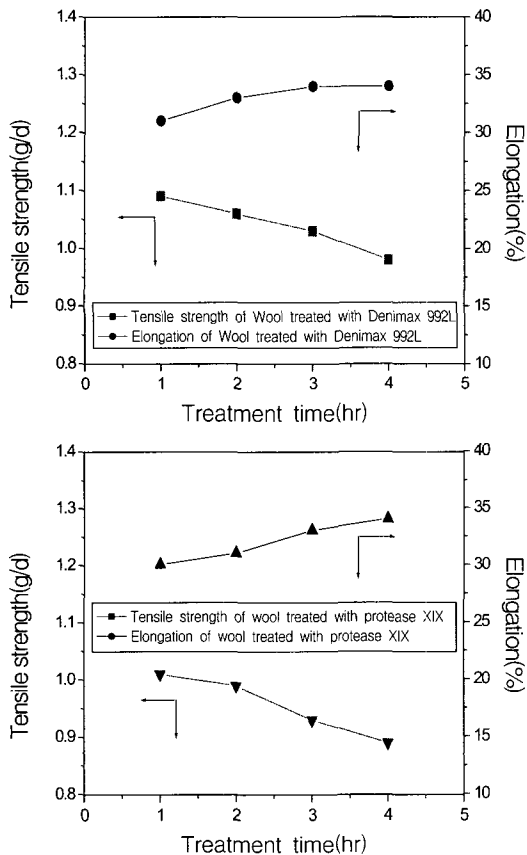 1.4
1.3
1.2
1.1
1.0
0.9
0.8
Tensile strength(g/d)
40
35
30
25
20
15
10
Elongation(%)
Tensile strength of Wool treated with Denimax 992L
Elongation of Wool treated with Denimax 992L
0 1 2 3 4 5
Treatment time(hr)
1.4
1.3
1.2
1.1
1.0
0.9
0.8
Tensile strength(g/d)
40
35
30
25
20
15
10
Elongation(%)
Tensile strength of wool treated with protease XIX
Elongation of wool treated with protease XIX
0 1 2 3 4 5
Treatment time(hr)